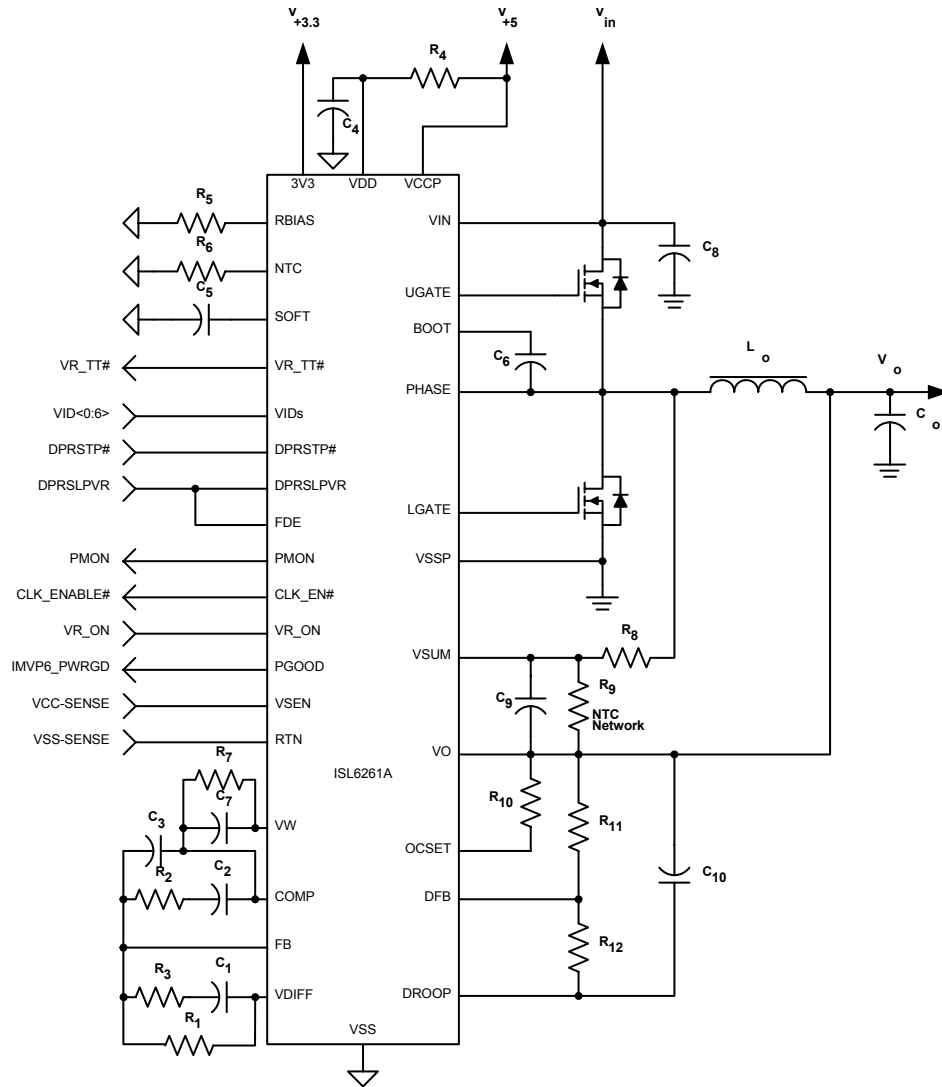 V+3.3
V+5
Vin
R4
C4
3V3 VDD VCCP
R5
RBIAS VIN
R6
C8
NTC
C5
UGATE
SOFT
BOOT
C6
Lo
Vo
VR_TT# VR_TT# PHASE
Co
VID<0:6> VIDs
DPRSTP# DPRSTP#
DPRSLPVR DPRSLPVR
LGATE
FDE
PMON PMON VSSP
CLK_ENABLE# CLK_EN#
VR_ON VR_ON
R8
VSUM
IMVP6_PWRGD PGOOD
R9
C9
NTC
Network
VCC-SENSE VSEN
VSS-SENSE RTN VO
R7
ISL6261A
C7
R10
R11
C3
VW
OCSET
C10
R2
C2
COMP DFB
R12
FB
R3
C1
VDIFF DROOP
R1
VSS